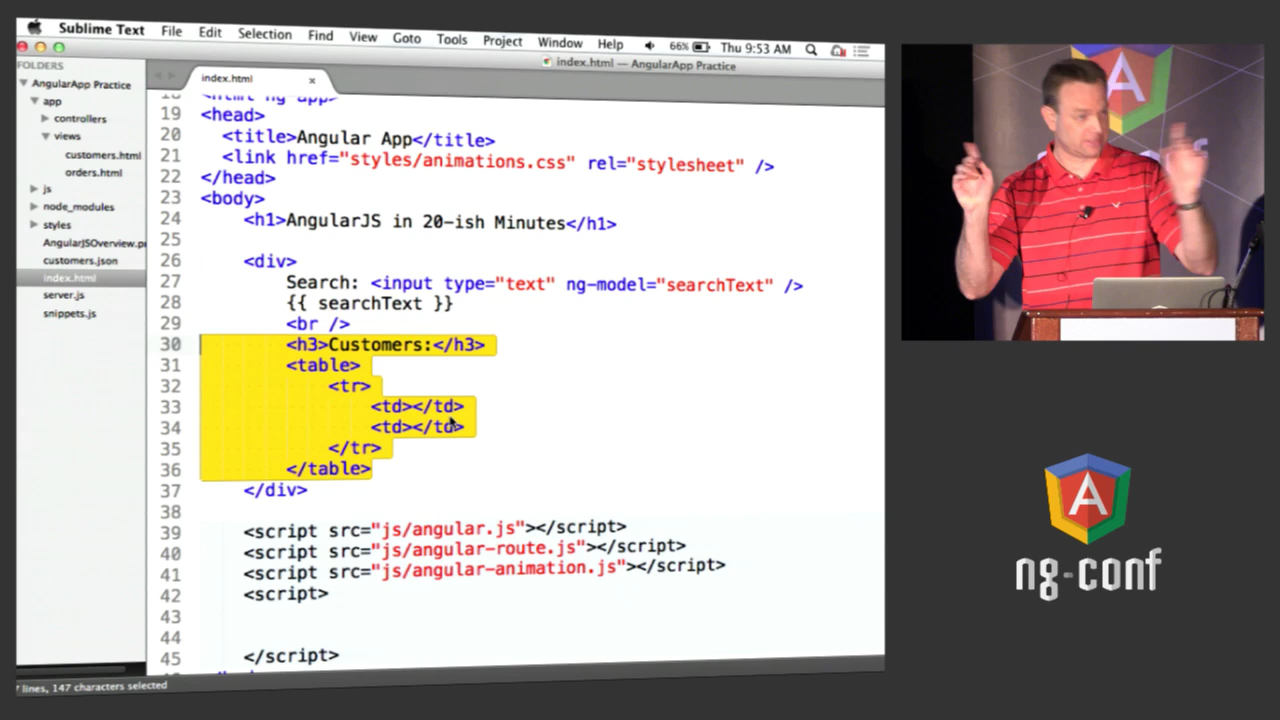 Sublime Text File Edit Selection Find View Goto Tools Project Window Help 66% Thu 9:53 AM
index.html — AngularApp Practice
FOLDERS
AngularApp Practice
app
controllers
views
customers.html
orders.html
js
node_modules
styles
customers.json
index.html
server.js
snippets.js
index.html ×
19 <head>
20 <title>Angular App</title>
21 <link href="styles/animations.css" rel="stylesheet" />
22 </head>
23 <body>
24 <h1>AngularJS in 20-ish Minutes</h1>
25
26 <div>
27 Search: <input type="text" ng-model="searchText" />
28 {{ searchText }}
29 <br />
30 <h3>Customers:</h3>
31 <table>
32 <tr>
33 <td></td>
34 <td></td>
35 </tr>
36 </table>
37 </div>
38
39 <script src="js/angular.js"></script>
40 <script src="js/angular-route.js"></script>
41 <script src="js/angular-animation.js"></script>
42 <script>
43
44
45 </script>
lines, 147 characters selected
A
A
ng-conf